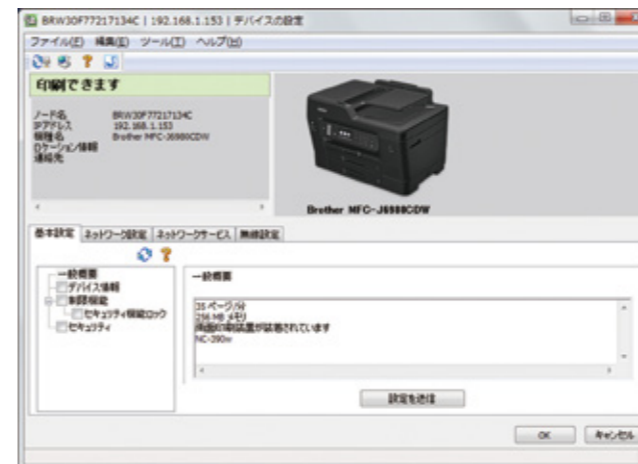 BRW30F77217134C | 192.168.1.153 | デバイスの設定
ファイル(F) 編集(E) ツール(T) ヘルプ(H)
印刷できます
ノード名 BRW30F77217134C
IPアドレス 192.168.1.153
機種名 Brother MFC-J6980CDW
ロケーション情報
連絡先
Brother MFC-J6980CDW
基本設定 ネットワーク設定 ネットワークサービス 無線設定
一般概要
デバイス情報
制限機能
セキュリティ機能ロック
セキュリティ
一般概要
35 ページ/分
256 MB メモリ
両面印刷装置が装着されています
NC-390w
設定を送信
OK キャンセル